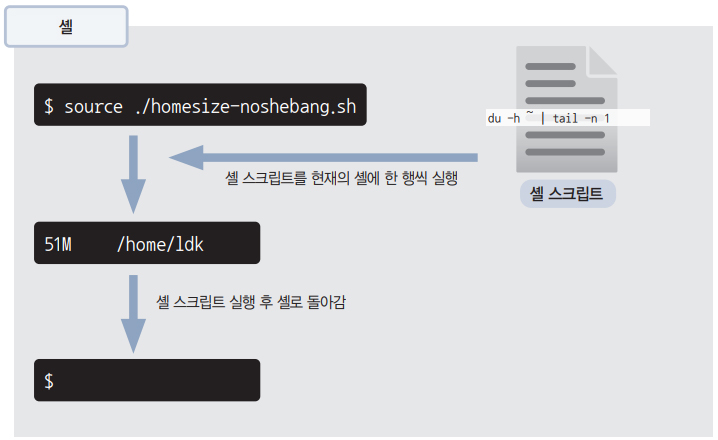 셸
$ source ./homesize-noshebang.sh
du -h ~ | tail -n 1
셸 스크립트를 현재의 셸에 한 행씩 실행
셸 스크립트
51M /home/ldk
셸 스크립트 실행 후 셸로 돌아감
$